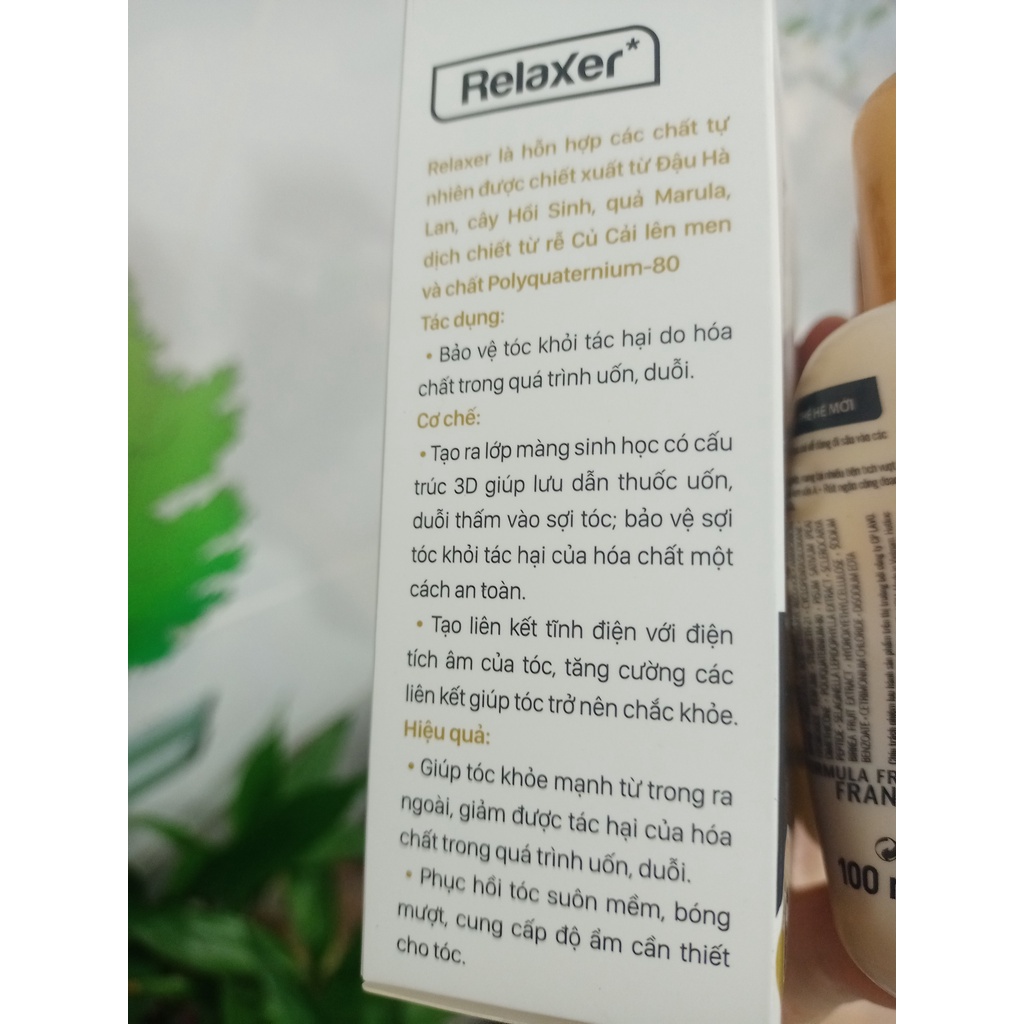 Relaxer*
Relaxer là hỗn hợp các chất tự
nhiên được chiết xuất từ Đậu Hà
Lan, cây Hồi Sinh, quả Marula,
dịch chiết từ rễ Củ Cải lên men
và chất Polyquaternium-80
Tác dụng:
• Bảo vệ tóc khỏi tác hại do hóa
chất trong quá trình uốn, duỗi.
Cơ chế:
• Tạo ra lớp màng sinh học có cấu
trúc 3D giúp lưu dẫn thuốc uốn,
duỗi thấm vào sợi tóc; bảo vệ sợi
tóc khỏi tác hại của hóa chất một
cách an toàn.
• Tạo liên kết tĩnh điện với điện
tích âm của tóc, tăng cường các
liên kết giúp tóc trở nên chắc khỏe.
Hiệu quả:
• Giúp tóc khỏe mạnh từ trong ra
ngoài, giảm được tác hại của hóa
chất trong quá trình uốn, duỗi.
• Phục hồi tóc suôn mềm, bóng
mượt, cung cấp độ ẩm cần thiết
cho tóc.
HẾ HỆ MỚI
MULA FR
FRAN
100